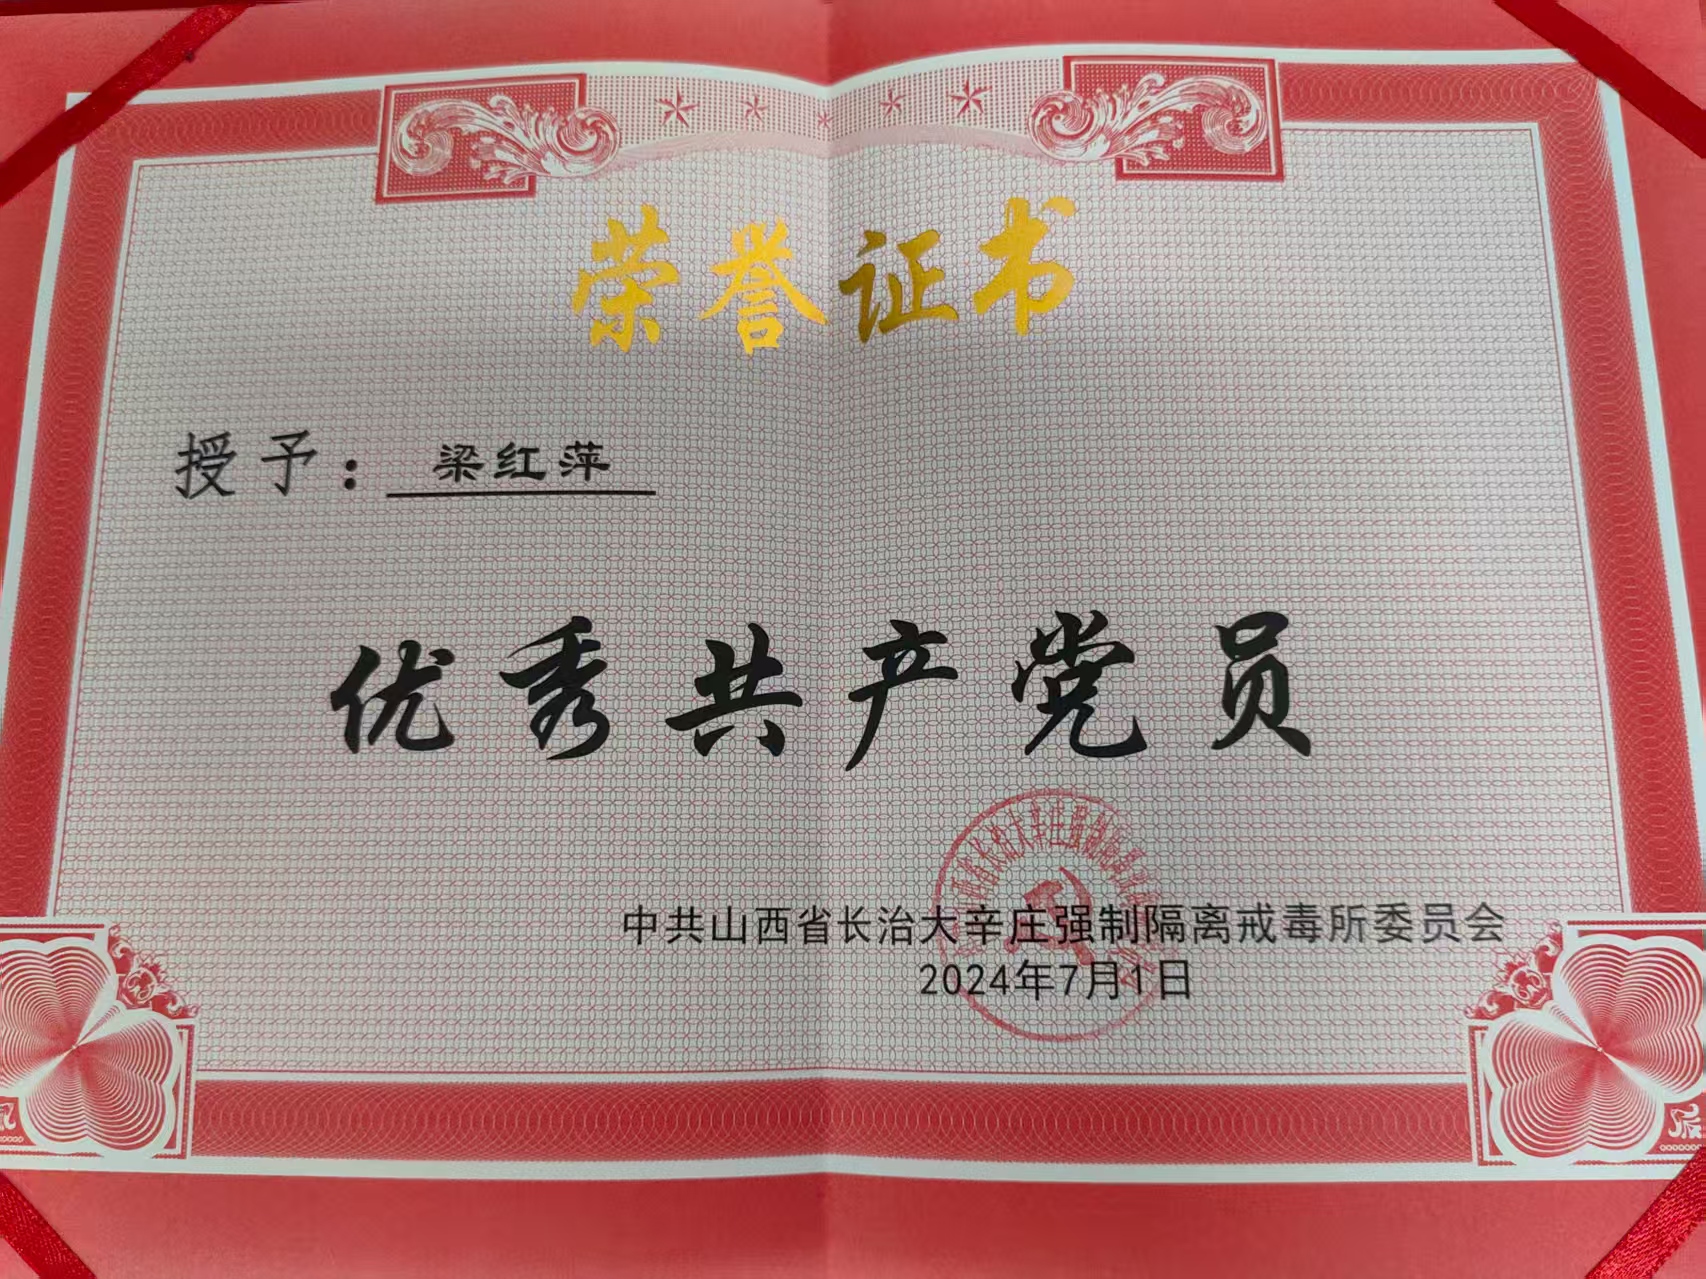 荣誉证书
授予：梁红萍
优秀共产党员
中共山西省长治大辛庄强制隔离戒毒所委员会
2024年7月1日